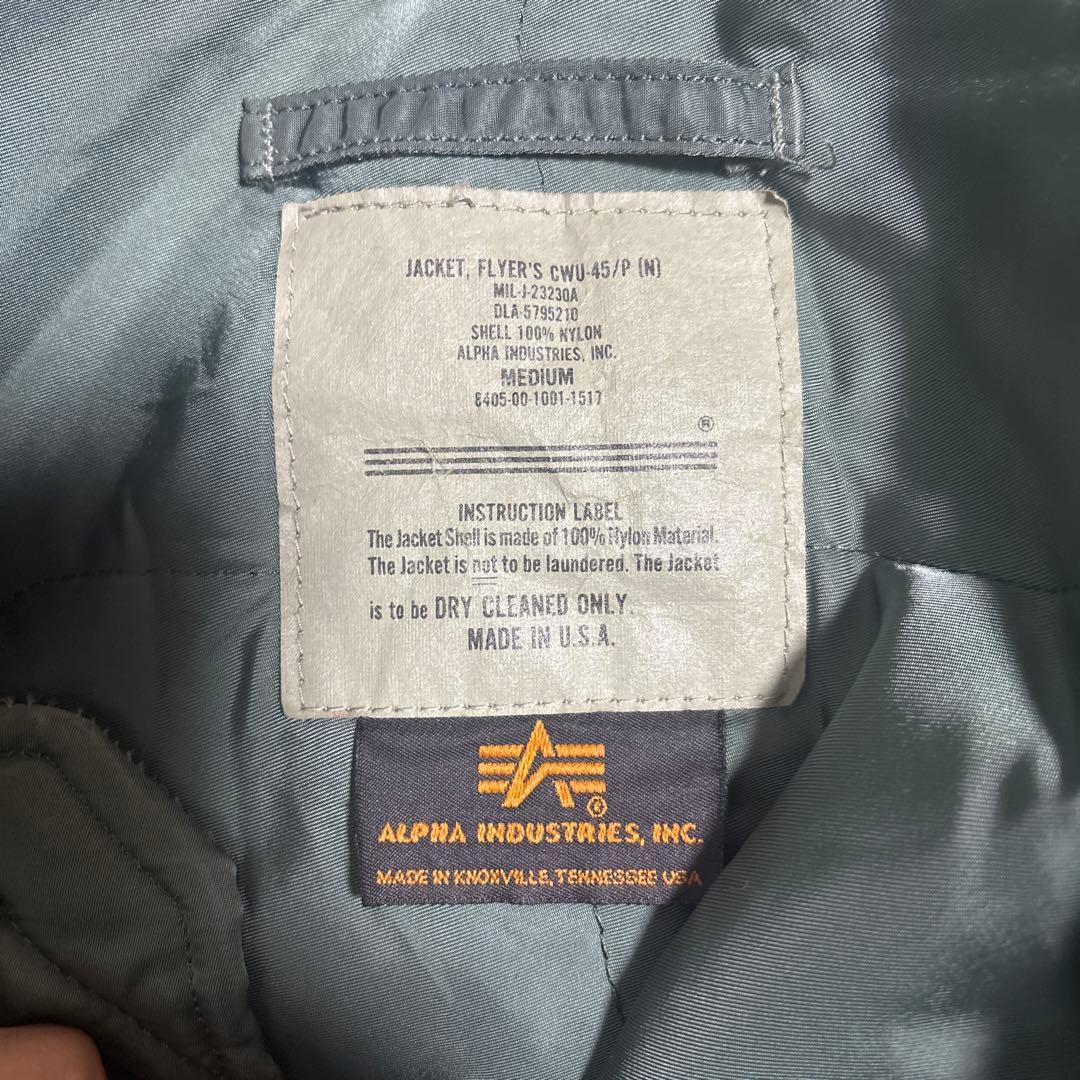 JACKET, FLYER'S CWU-45/P (N)
MIL-J-23230A
DLA-5795210
SHELL 100% NYLON
ALPHA INDUSTRIES, INC.
MEDIUM
8405-00-1001-1517
®
INSTRUCTION LABEL
The Jacket Shell is made of 100% Nylon Material.
The Jacket is not to be laundered. The Jacket
is to be DRY CLEANED ONLY.
MADE IN U.S.A.
®
ALPHA INDUSTRIES, INC.
MADE IN KNOXVILLE, TENNESSEE USA